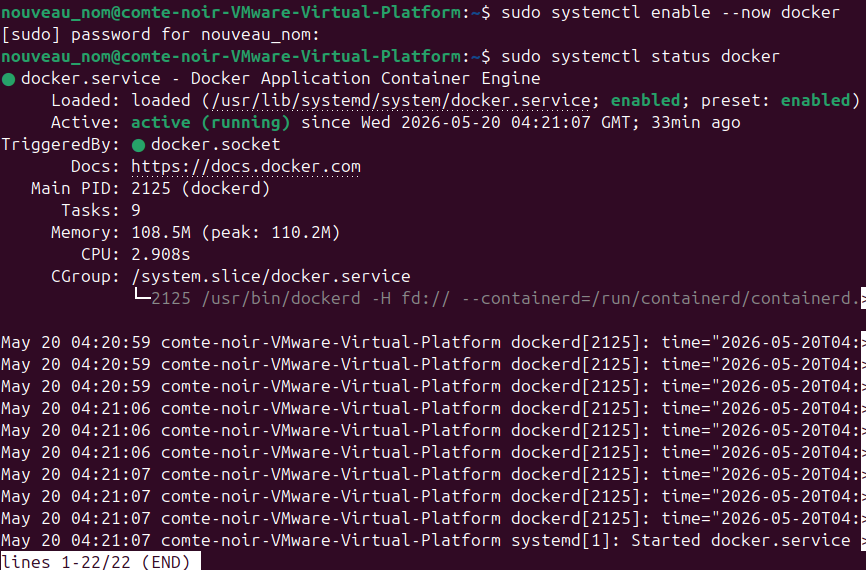 nouveau_nom@comte-noir-VMware-Virtual-Platform:~$ sudo systemctl enable --now docker
[sudo] password for nouveau_nom:
nouveau_nom@comte-noir-VMware-Virtual-Platform:~$ sudo systemctl status docker
● docker.service - Docker Application Container Engine
     Loaded: loaded (/usr/lib/systemd/system/docker.service; enabled; preset: enabled)
     Active: active (running) since Wed 2026-05-20 04:21:07 GMT; 33min ago
TriggeredBy: ● docker.socket
       Docs: https://docs.docker.com
   Main PID: 2125 (dockerd)
      Tasks: 9
     Memory: 108.5M (peak: 110.2M)
        CPU: 2.908s
     CGroup: /system.slice/docker.service
             └─2125 /usr/bin/dockerd -H fd:// --containerd=/run/containerd/containerd.>

May 20 04:20:59 comte-noir-VMware-Virtual-Platform dockerd[2125]: time="2026-05-20T04:>
May 20 04:20:59 comte-noir-VMware-Virtual-Platform dockerd[2125]: time="2026-05-20T04:>
May 20 04:20:59 comte-noir-VMware-Virtual-Platform dockerd[2125]: time="2026-05-20T04:>
May 20 04:21:06 comte-noir-VMware-Virtual-Platform dockerd[2125]: time="2026-05-20T04:>
May 20 04:21:06 comte-noir-VMware-Virtual-Platform dockerd[2125]: time="2026-05-20T04:>
May 20 04:21:06 comte-noir-VMware-Virtual-Platform dockerd[2125]: time="2026-05-20T04:>
May 20 04:21:07 comte-noir-VMware-Virtual-Platform dockerd[2125]: time="2026-05-20T04:>
May 20 04:21:07 comte-noir-VMware-Virtual-Platform dockerd[2125]: time="2026-05-20T04:>
May 20 04:21:07 comte-noir-VMware-Virtual-Platform dockerd[2125]: time="2026-05-20T04:>
May 20 04:21:07 comte-noir-VMware-Virtual-Platform systemd[1]: Started docker.service >
lines 1-22/22 (END)